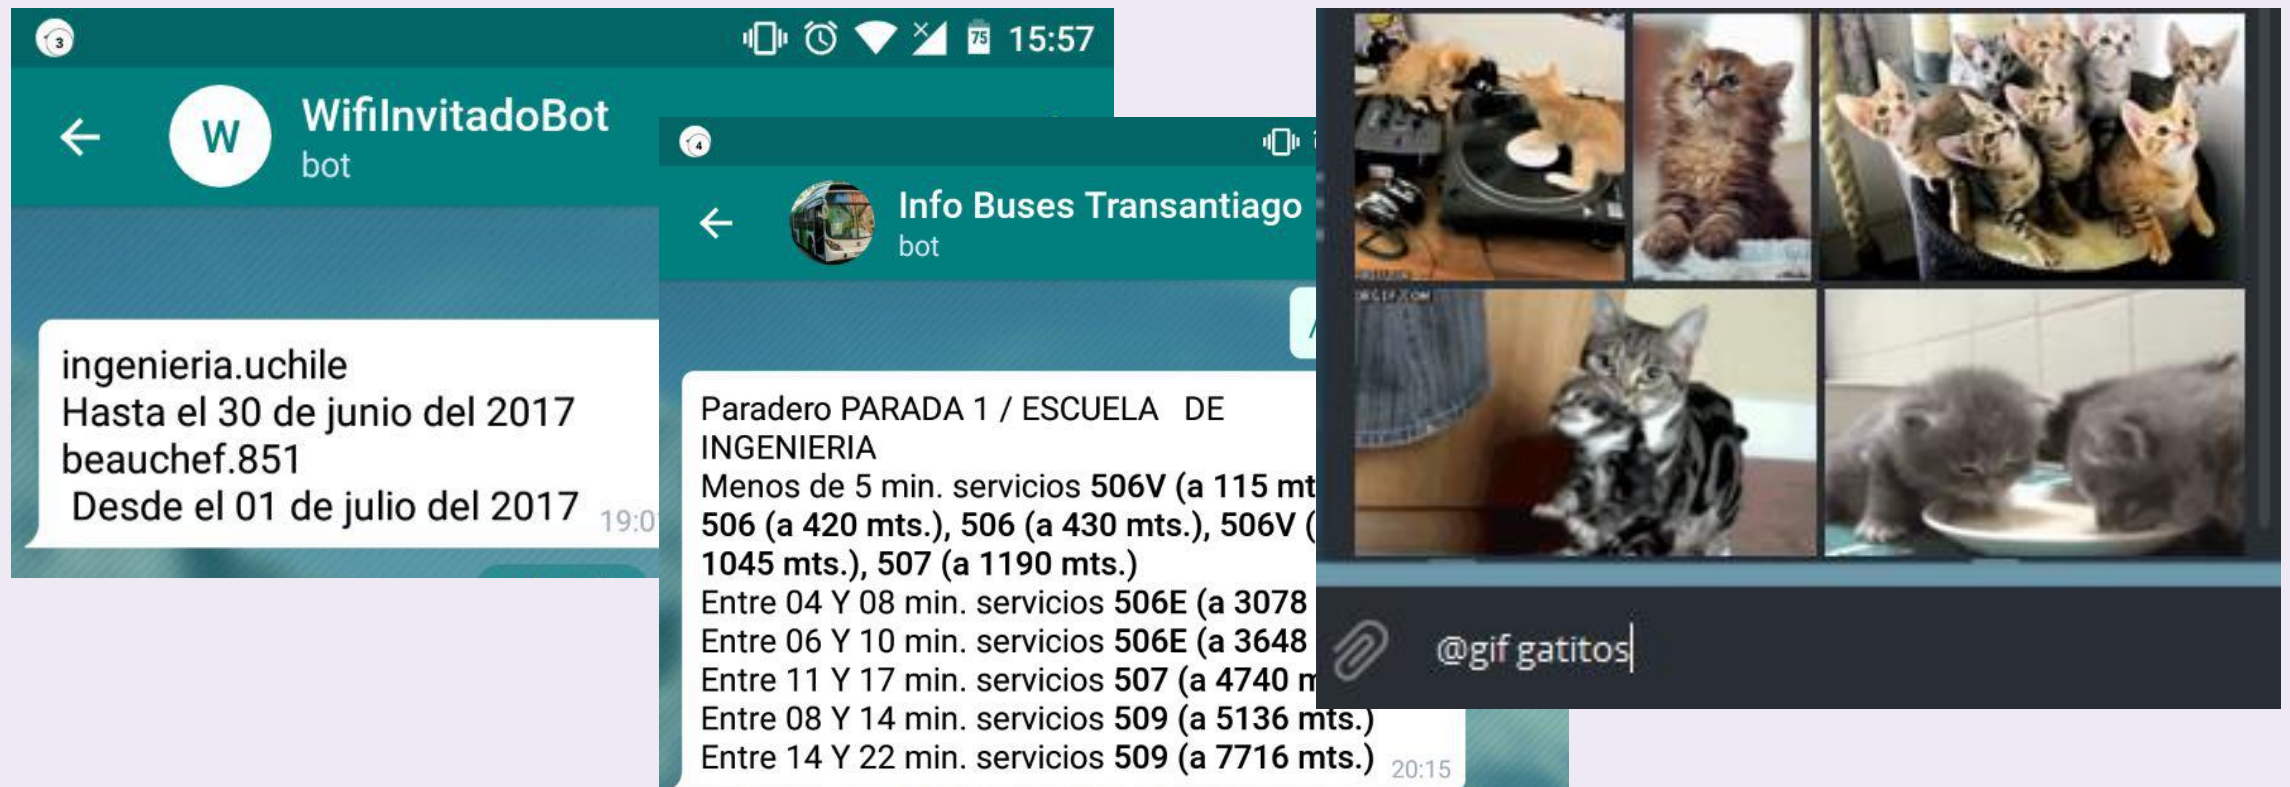 3
75
15:57
W
WifiInvitadoBot
bot
ingenieria.uchile
Hasta el 30 de junio del 2017
beauchef.851
Desde el 01 de julio del 2017
4
Info Buses Transantiago
bot
Paradero PARADA 1 / ESCUELA DE
INGENIERIA
Menos de 5 min. servicios 506V (a 115
506 (a 420 mts.), 506 (a 430 mts.), 506V (
1045 mts.), 507 (a 1190 mts.)
Entre 04 Y 08 min. servicios 506E (a 3078
Entre 06 Y 10 min. servicios 506E (a 3648
Entre 11 Y 17 min. servicios 507 (a 4740
Entre 08 Y 14 min. servicios 509 (a 5136 mts.)
Entre 14 Y 22 min. servicios 509 (a 7716 mts.) 20:15
@gif gatitos